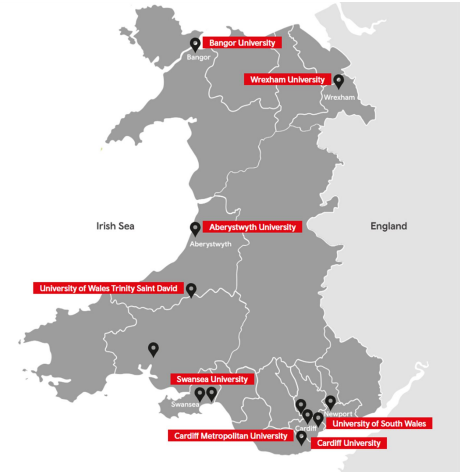 Bangor University
Bangor
Wrexham University
Wrexham
Irish Sea
Aberystwyth University
England
Aberystwyth
University of Wales Trinity Saint David
Swansea University
Swansea
Newport
University of South Wales
Cardiff
Cardiff Metropolitan University
Cardiff University